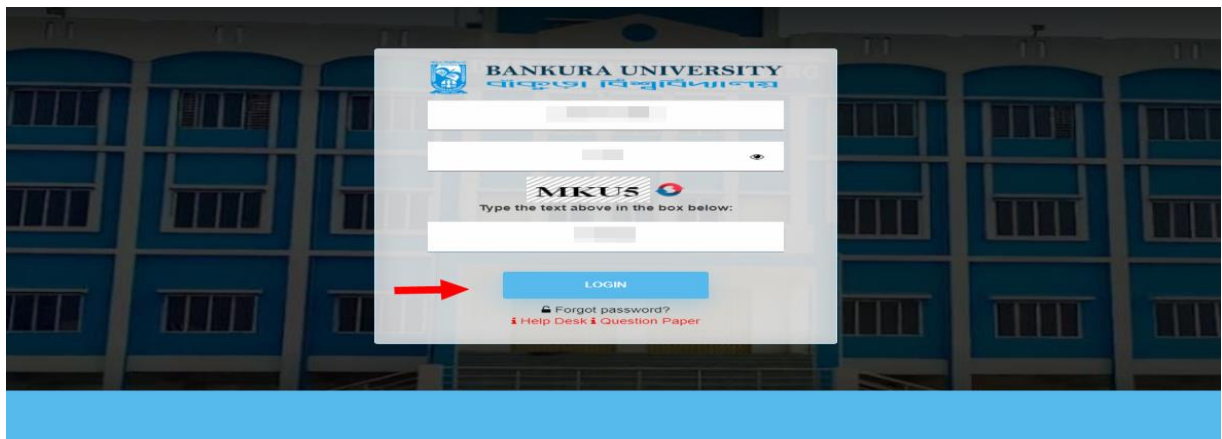 BANKURA UNIVERSITY
বাঁকুড়া বিশ্ববিদ্যালয়
MKU5
Type the text above in the box below:
LOGIN
Forgot password?
Help Desk Question Paper